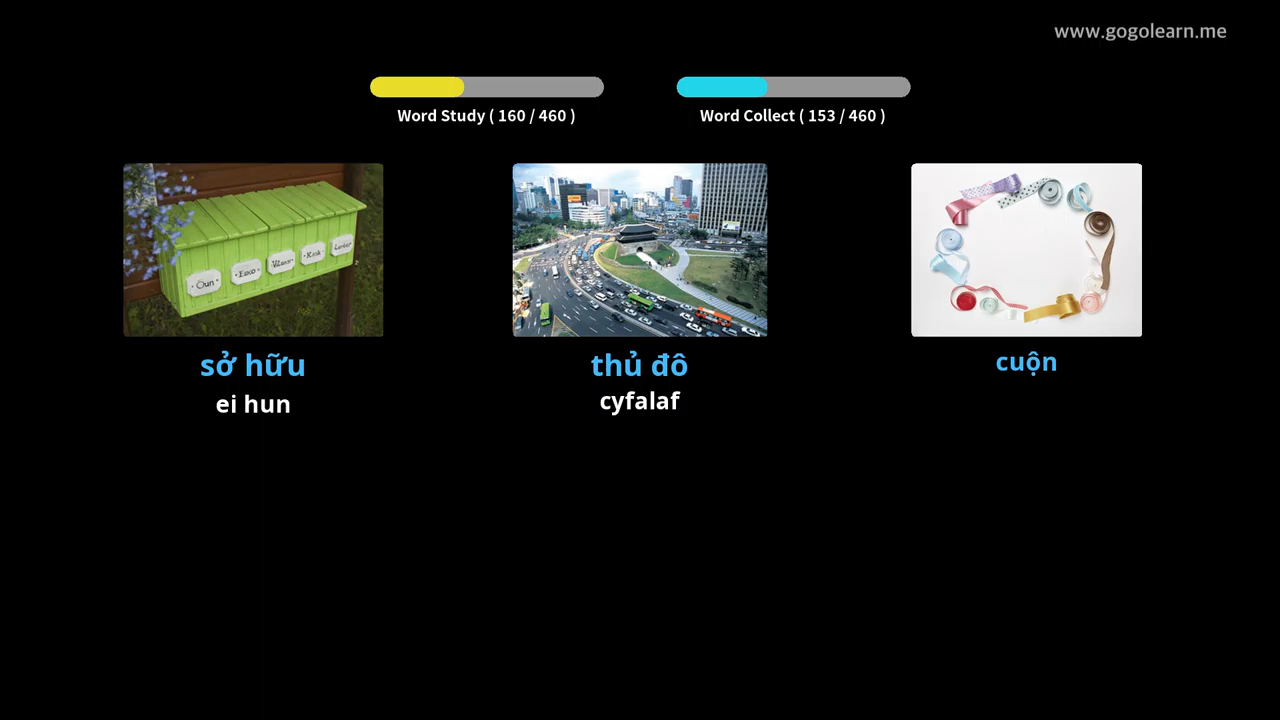 www.gogolearn.me
Word Study ( 160 / 460 )
Word Collect ( 153 / 460 )
sở hữu
thủ đô
cuộn
ei hun
cyfalaf